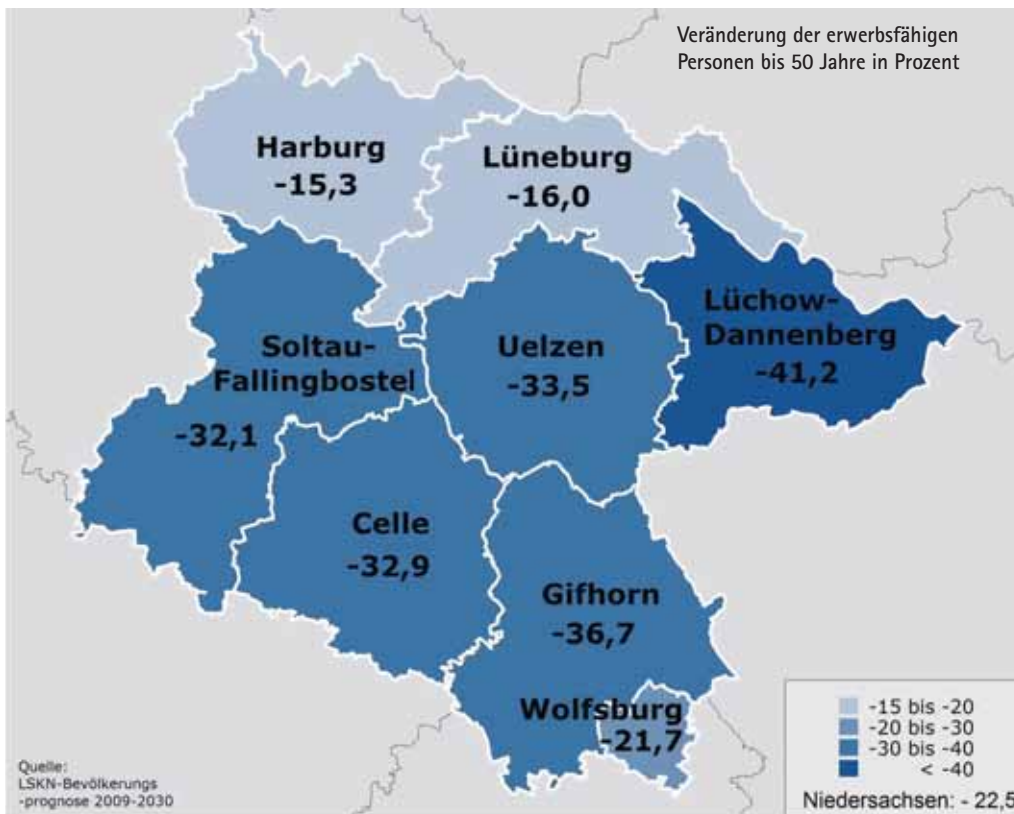 Veränderung der erwerbsfähigen
Personen bis 50 Jahre in Prozent
Harburg
-15,3
Lüneburg
-16,0
Lüchow-
Dannenberg
-41,2
Soltau-
Fallingbostel
-32,1
Uelzen
-33,5
Celle
-32,9
Gifhorn
-36,7
Wolfsburg
-21,7
-15 bis -20
-20 bis -30
-30 bis -40
< -40
Niedersachsen: - 22,5
Quelle:
LSKN-Bevölkerungs
-prognose 2009-2030